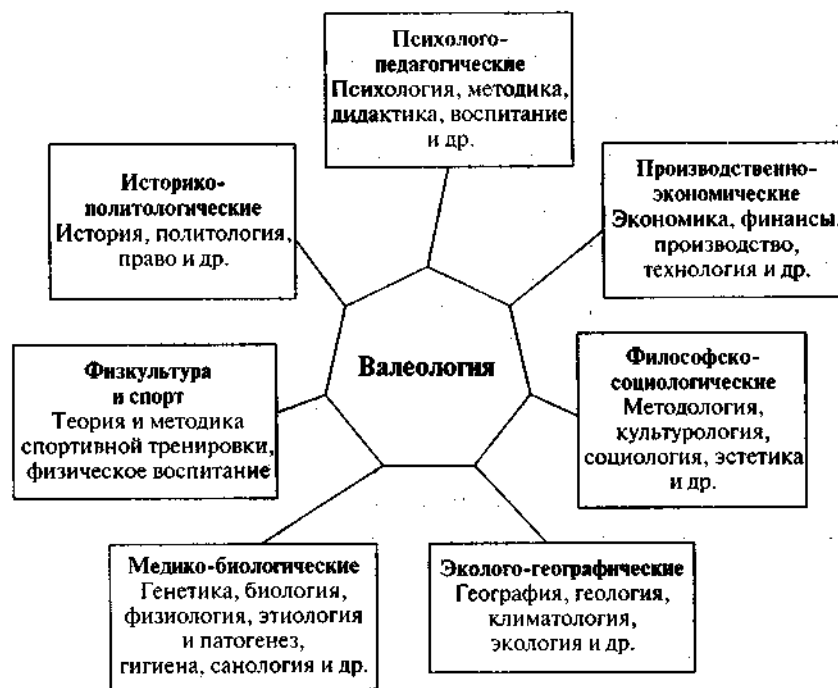 Психолого-
педагогические
Психология, методика,
дидактика, воспитание
и др.
Историко-
политологические
История, политология,
право и др.
Производственно-
экономические
Экономика, финансы,
производство,
технология и др.
Валеология
Физкультура
и спорт
Теория и методика
спортивной тренировки,
физическое воспитание
Философско-
социологические
Методология,
культурология,
социология, эстетика
и др.
Медико-биологические
Генетика, биология,
физиология, этиология
и патогенез,
гигиена, санология и др.
Эколого-географические
География, геология,
климатология,
экология и др.